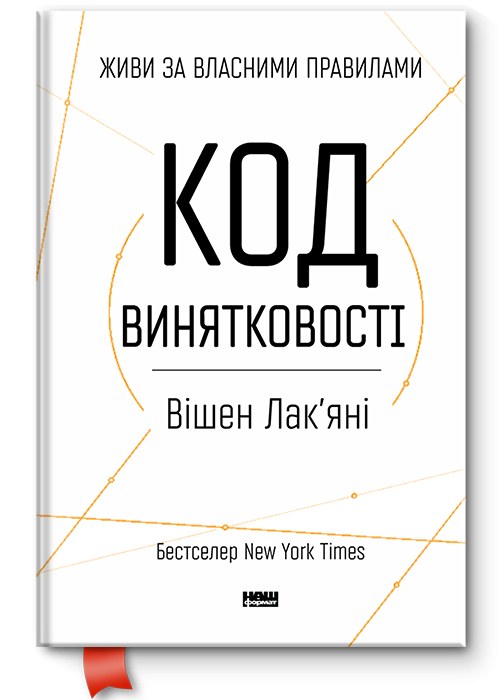 ЖИВИ ЗА ВЛАСНИМИ ПРАВИЛАМИ
КОД
ВИНЯТКОВОСТІ
Вішен Лак’яні
Бестселер New York Times
НАШ
формат